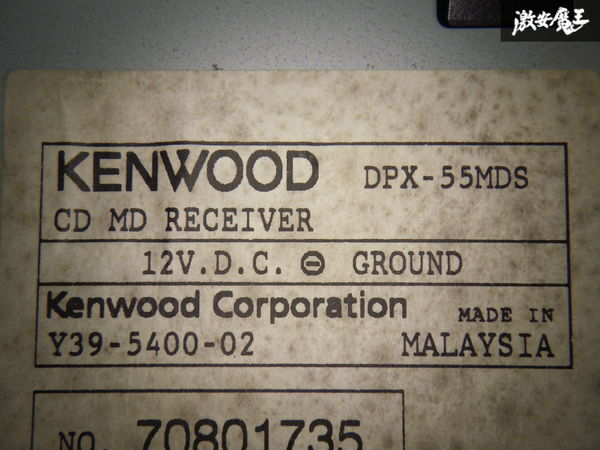 激安魔王
KENWOOD DPX-55MDS
CD MD RECEIVER
12V.D.C. ⊖ GROUND
Kenwood Corporation MADE IN
Y39-5400-02 MALAYSIA
NO. 70801735